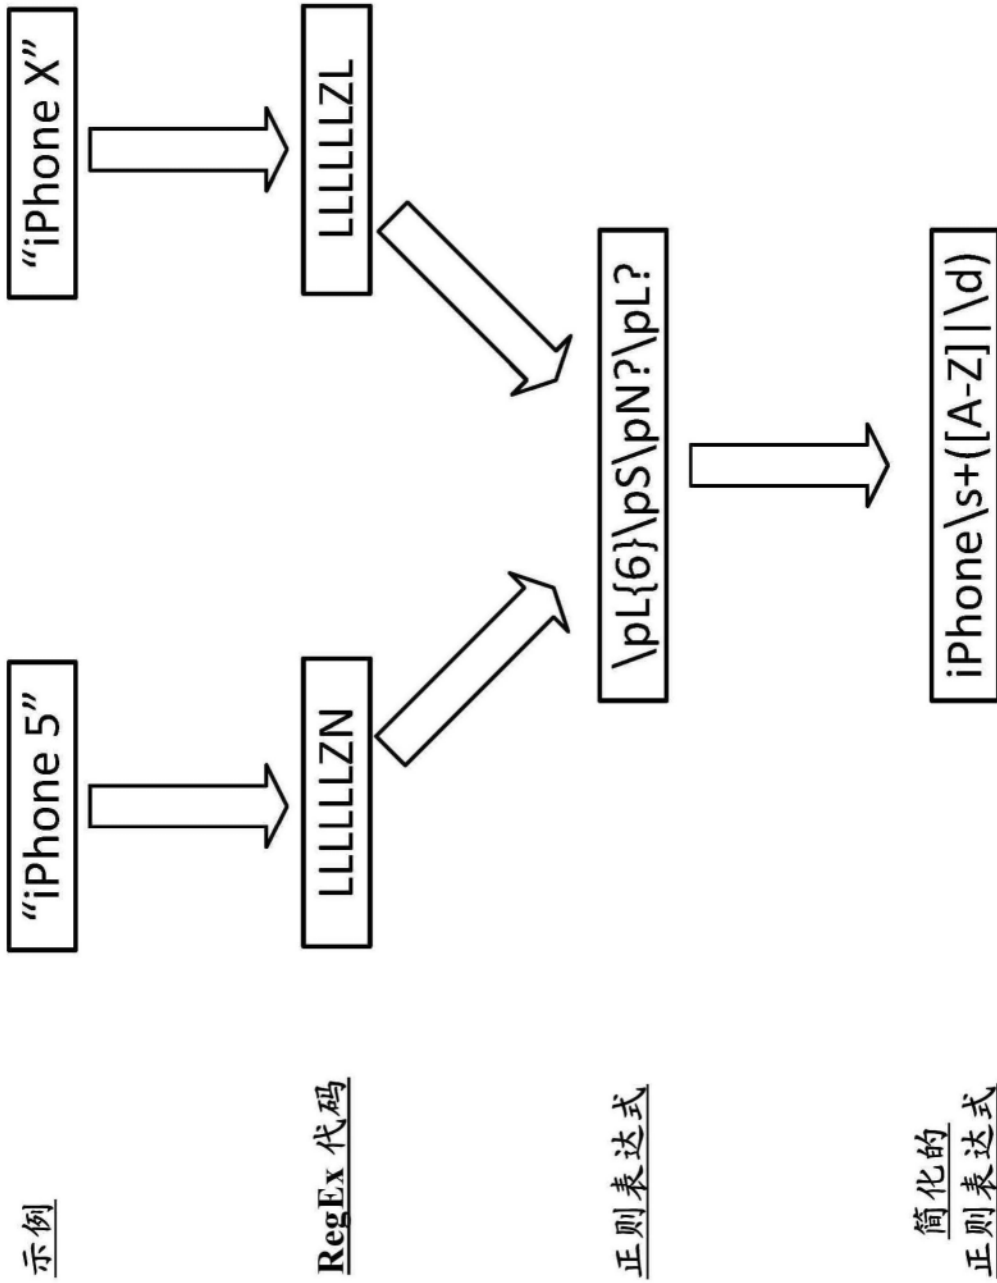 示例
“iPhone 5”
“iPhone X”
RegEx 代码
LLLLLLZN
LLLLLLZL
正则表达式
\pL{6}\pS\pN?\pL?
简化的
正则表达式
iPhone\s+([A-Z]||\d)